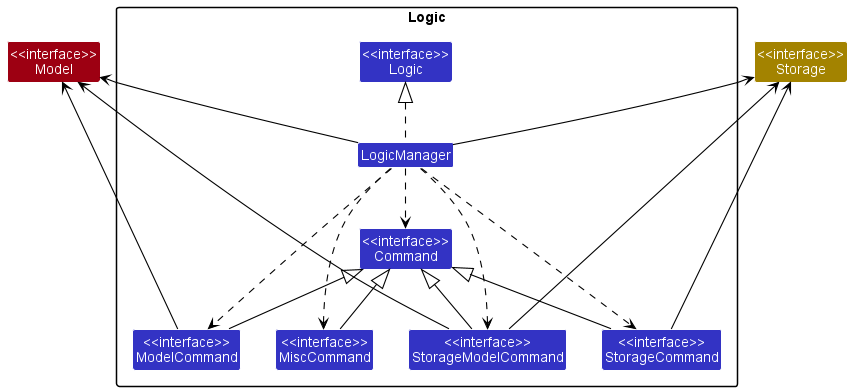 Logic
<<interface>>
Model
<<interface>>
Logic
<<interface>>
Storage
LogicManager
<<interface>>
Command
<<interface>>
ModelCommand
<<interface>>
MiscCommand
<<interface>>
StorageModelCommand
<<interface>>
StorageCommand